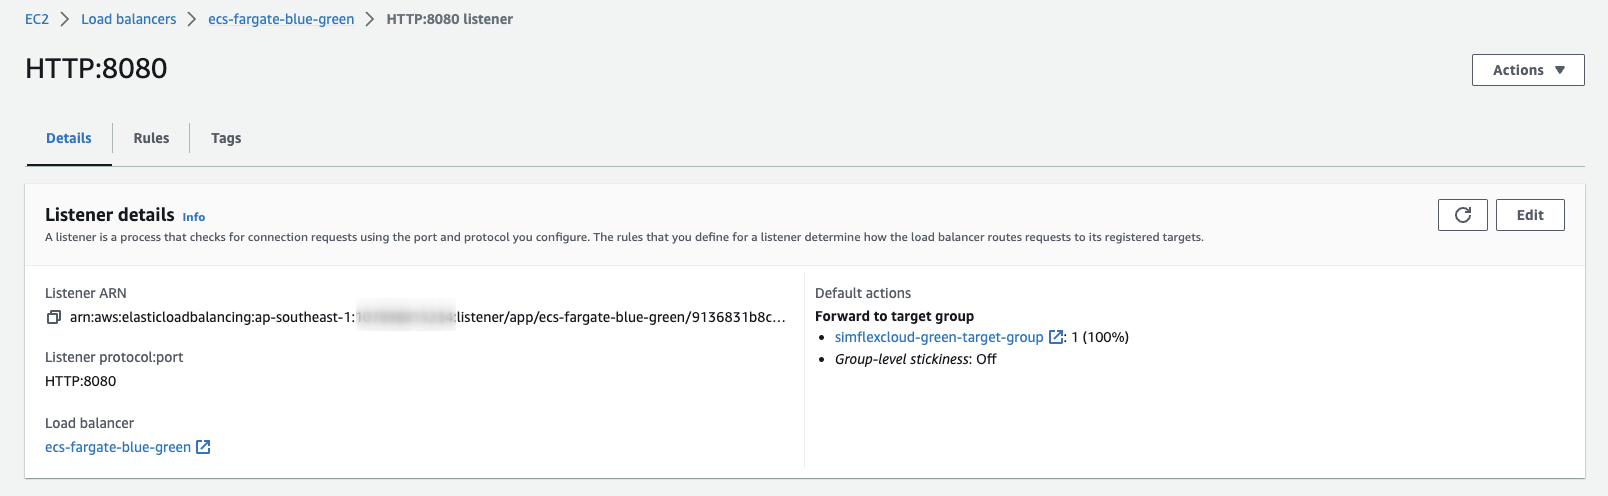 EC2 > Load balancers > ecs-fargate-blue-green > HTTP:8080 listener
HTTP:8080
Actions ▼
Details
Rules
Tags
Listener details Info
A listener is a process that checks for connection requests using the port and protocol you configure. The rules that you define for a listener determine how the load balancer routes requests to its registered targets.
Edit
Listener ARN
arn:aws:elasticloadbalancing:ap-southeast-1: :listener/app/ecs-fargate-blue-green/9136831b8c...
Listener protocol:port
HTTP:8080
Load balancer
ecs-fargate-blue-green
Default actions
Forward to target group
• simflexcloud-green-target-group : 1 (100%)
• Group-level stickiness: Off